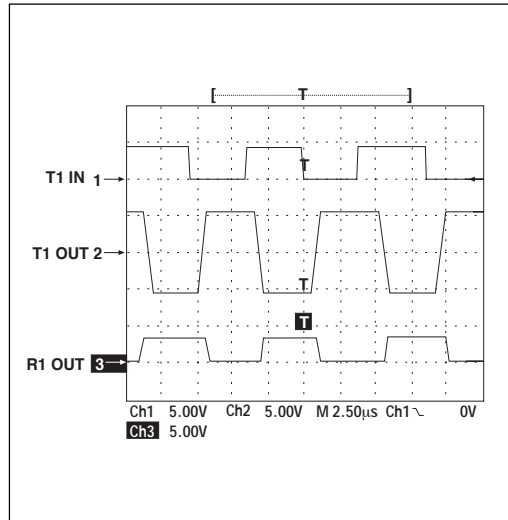 [ T ]
T
T1 IN 1
T1 OUT 2
T
T
R1 OUT 3
Ch1 5.00V Ch2 5.00V M 2.50µs Ch1 0V
Ch3 5.00V